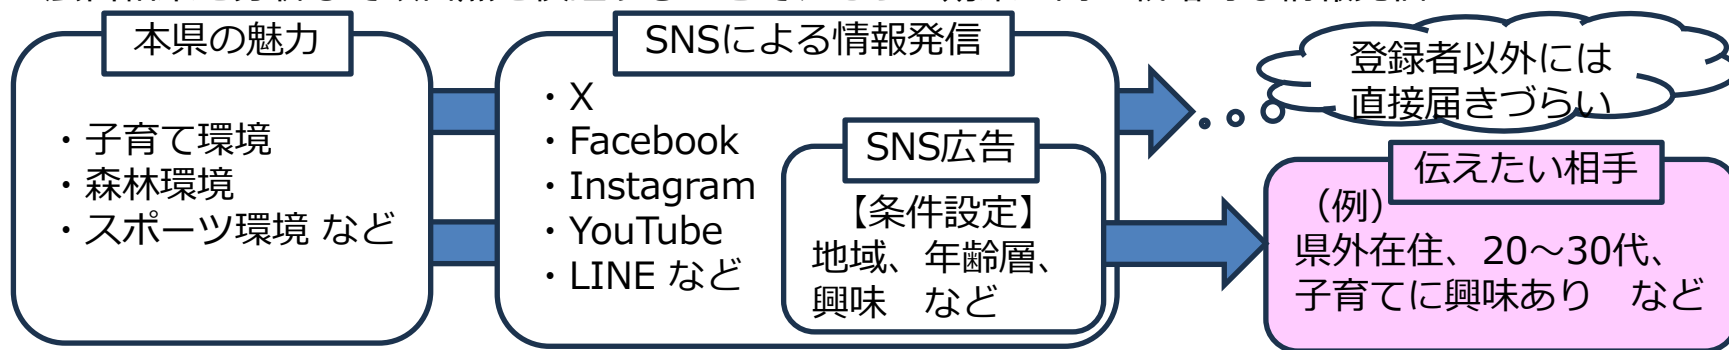 本県の魅力
・子育て環境
・森林環境
・スポーツ環境 など
SNSによる情報発信
・X
・Facebook
・Instagram
・YouTube
・LINE など
SNS広告
【条件設定】
地域、年齢層、
興味　など
登録者以外には
直接届きづらい
伝えたい相手
（例）
県外在住、20～30代、
子育てに興味あり　など